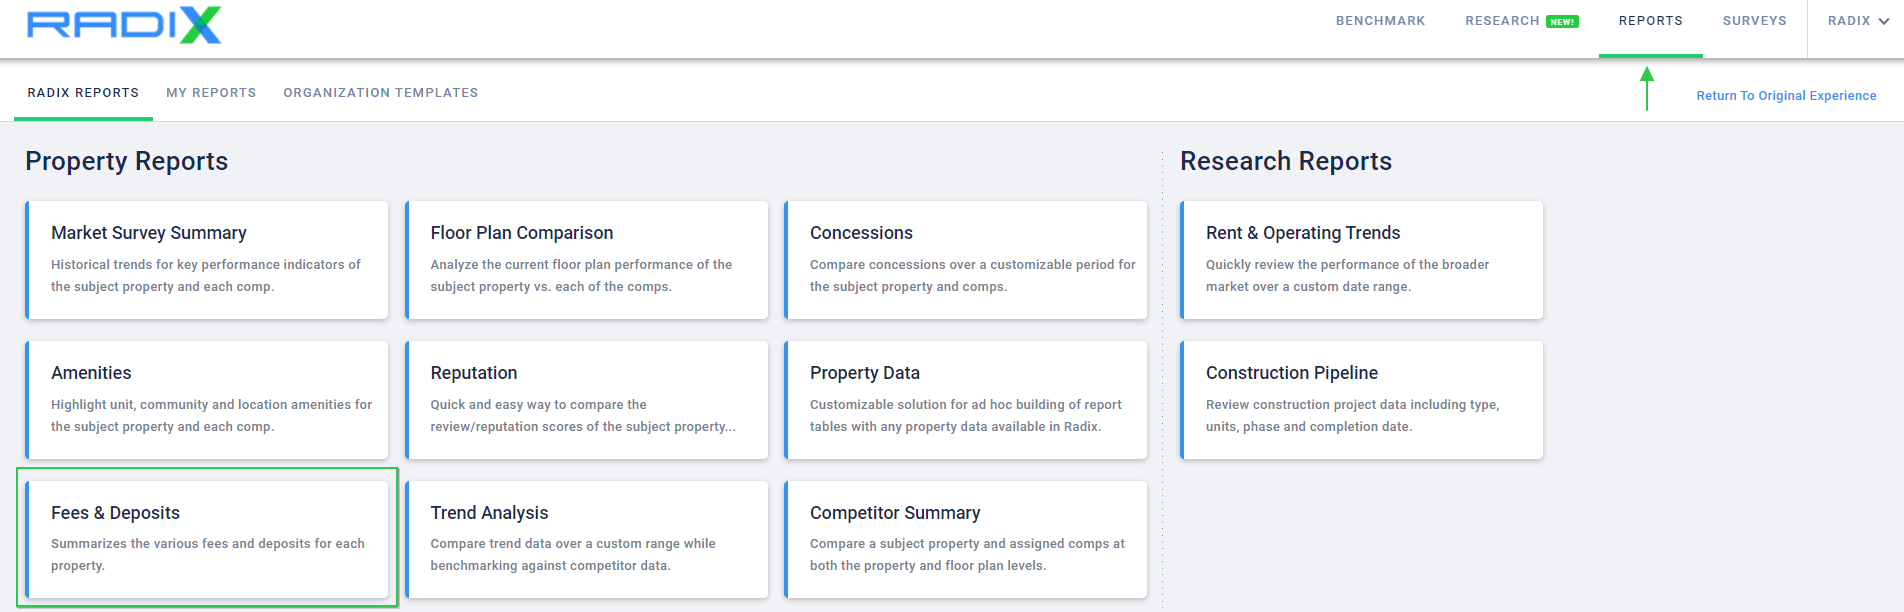 RADIX
BENCHMARK
RESEARCH NEW!
REPORTS
SURVEYS
RADIX
RADIX REPORTS
MY REPORTS
ORGANIZATION TEMPLATES
Return To Original Experience
Property Reports
Market Survey Summary
Historical trends for key performance indicators of
the subject property and each comp.
Floor Plan Comparison
Analyze the current floor plan performance of the
subject property vs. each of the comps.
Concessions
Compare concessions over a customizable period for
the subject property and comps.
Amenities
Highlight unit, community and location amenities for
the subject property and each comp.
Reputation
Quick and easy way to compare the
review/reputation scores of the subject property...
Property Data
Customizable solution for ad hoc building of report
tables with any property data available in Radix.
Fees & Deposits
Summarizes the various fees and deposits for each
property.
Trend Analysis
Compare trend data over a custom range while
benchmarking against competitor data.
Competitor Summary
Compare a subject property and assigned comps at
both the property and floor plan levels.
Research Reports
Rent & Operating Trends
Quickly review the performance of the broader
market over a custom date range.
Construction Pipeline
Review construction project data including type,
units, phase and completion date.